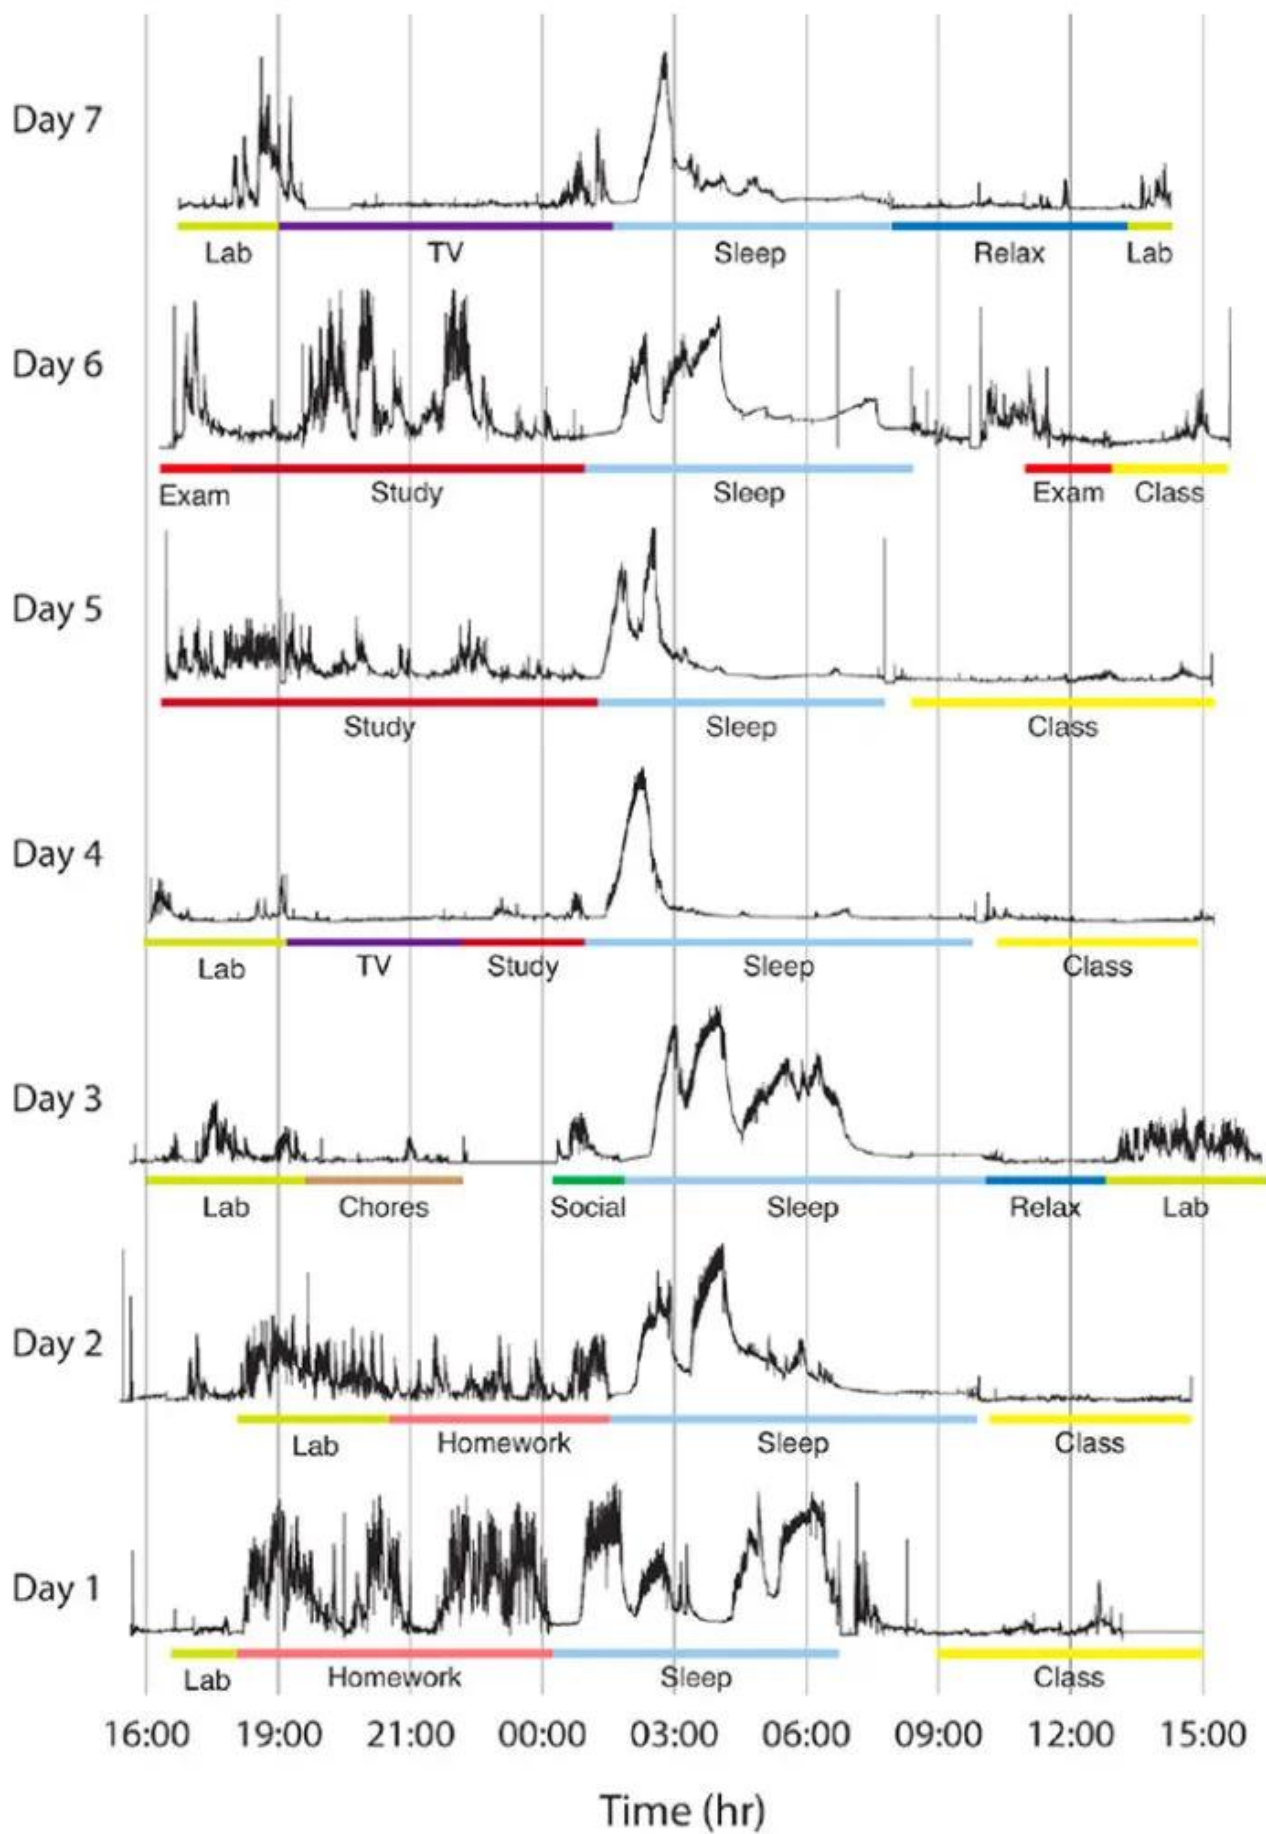 Day 7
Lab TV Sleep Relax Lab
Day 6
Exam Study Sleep Exam Class
Day 5
Study Sleep Class
Day 4
Lab TV Study Sleep Class
Day 3
Lab Chores Social Sleep Relax Lab
Day 2
Lab Homework Sleep Class
Day 1
Lab Homework Sleep Class
16:00 19:00 21:00 00:00 03:00 06:00 09:00 12:00 15:00
Time (hr)